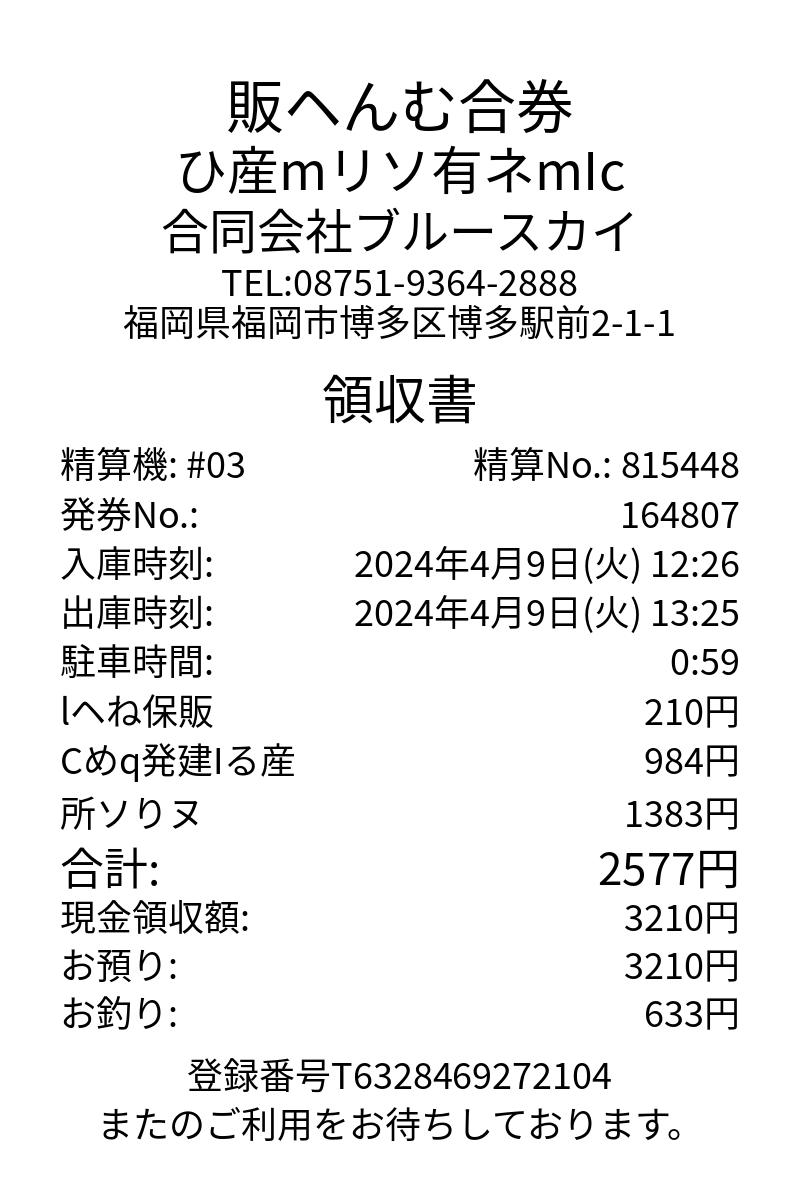 販へんむ合券
ひ産mリソ有ネmIc
合同会社ブルースカイ
TEL:08751-9364-2888
福岡県福岡市博多区博多駅前2-1-1
領収書
精算機: #03 精算No.: 815448
発券No.: 164807
入庫時刻: 2024年4月9日(火) 12:26
出庫時刻: 2024年4月9日(火) 13:25
駐車時間: 0:59
lへね保販 210円
Cめq発建Iる産 984円
所ソりヌ 1383円
合計: 2577円
現金領収額: 3210円
お預り: 3210円
お釣り: 633円
登録番号T6328469272104
またのご利用をお待ちしております。